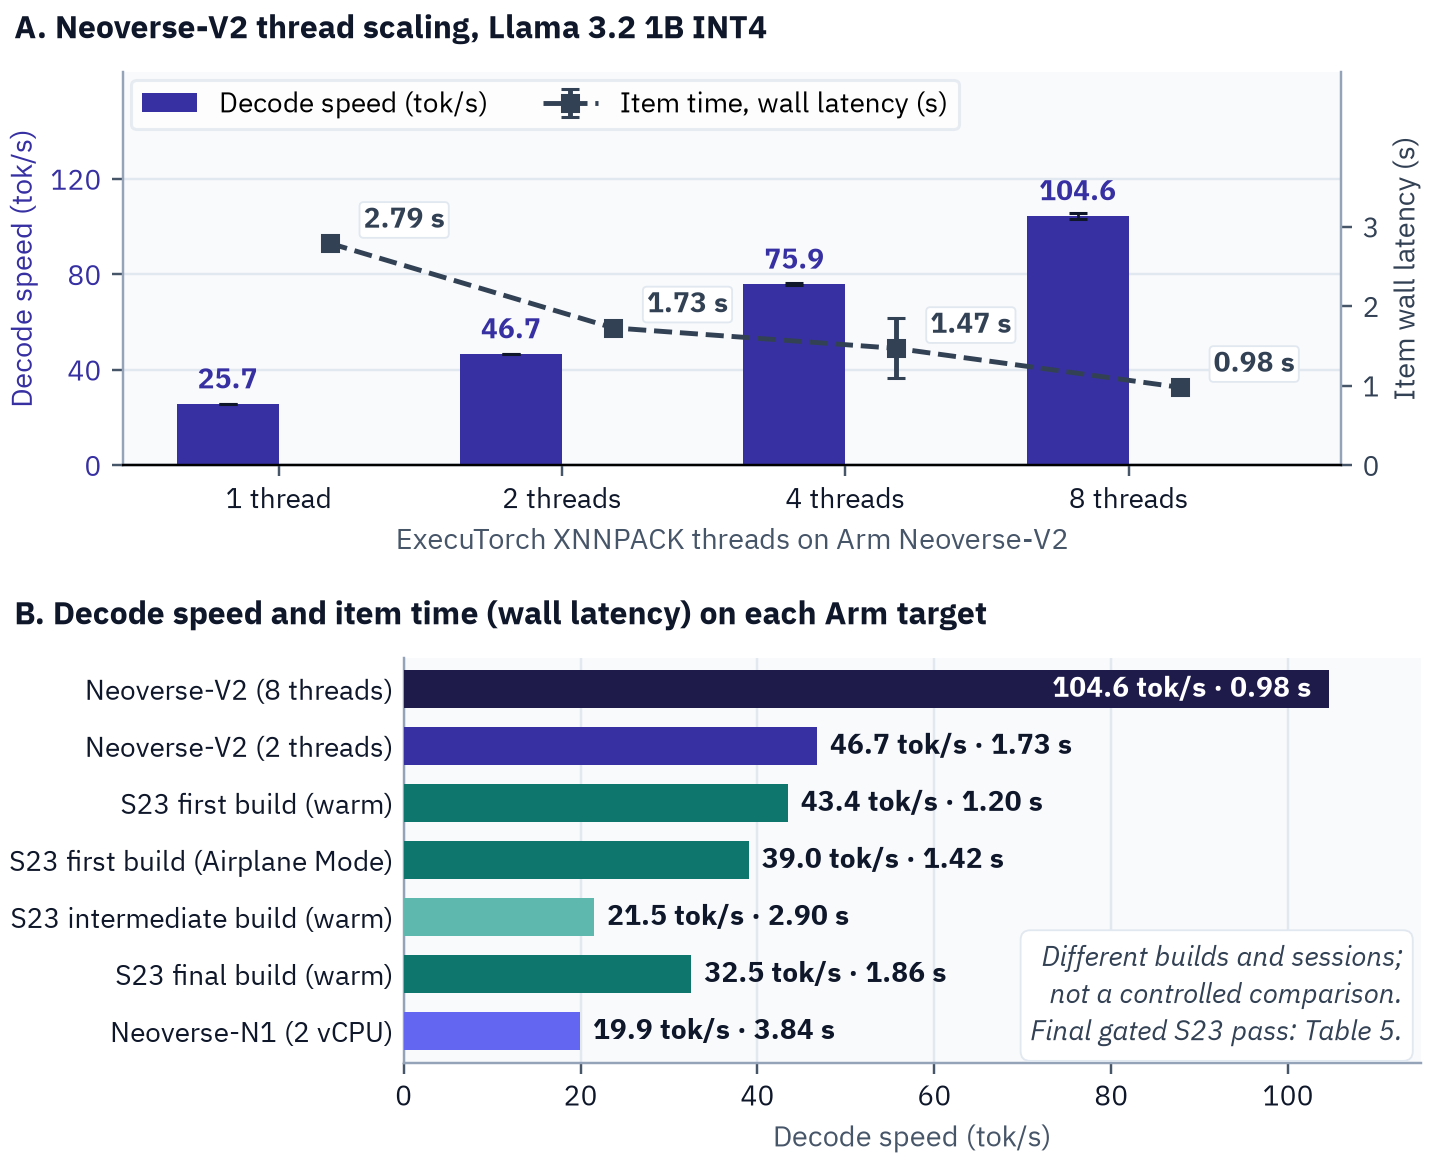 A. Neoverse-V2 thread scaling, Llama 3.2 1B INT4
Decode speed (tok/s)
Item time, wall latency (s)
Decode speed (tok/s)
120
80
40
0
Item wall latency (s)
3
2
1
0
25.7
46.7
75.9
104.6
2.79 s
1.73 s
1.47 s
0.98 s
1 thread
2 threads
4 threads
8 threads
ExecuTorch XNNPACK threads on Arm Neoverse-V2
B. Decode speed and item time (wall latency) on each Arm target
Neoverse-V2 (8 threads)
104.6 tok/s · 0.98 s
Neoverse-V2 (2 threads)
46.7 tok/s · 1.73 s
S23 first build (warm)
43.4 tok/s · 1.20 s
S23 first build (Airplane Mode)
39.0 tok/s · 1.42 s
S23 intermediate build (warm)
21.5 tok/s · 2.90 s
S23 final build (warm)
32.5 tok/s · 1.86 s
Neoverse-N1 (2 vCPU)
19.9 tok/s · 3.84 s
Different builds and sessions;
not a controlled comparison.
Final gated S23 pass: Table 5.
0
20
40
60
80
100
Decode speed (tok/s)